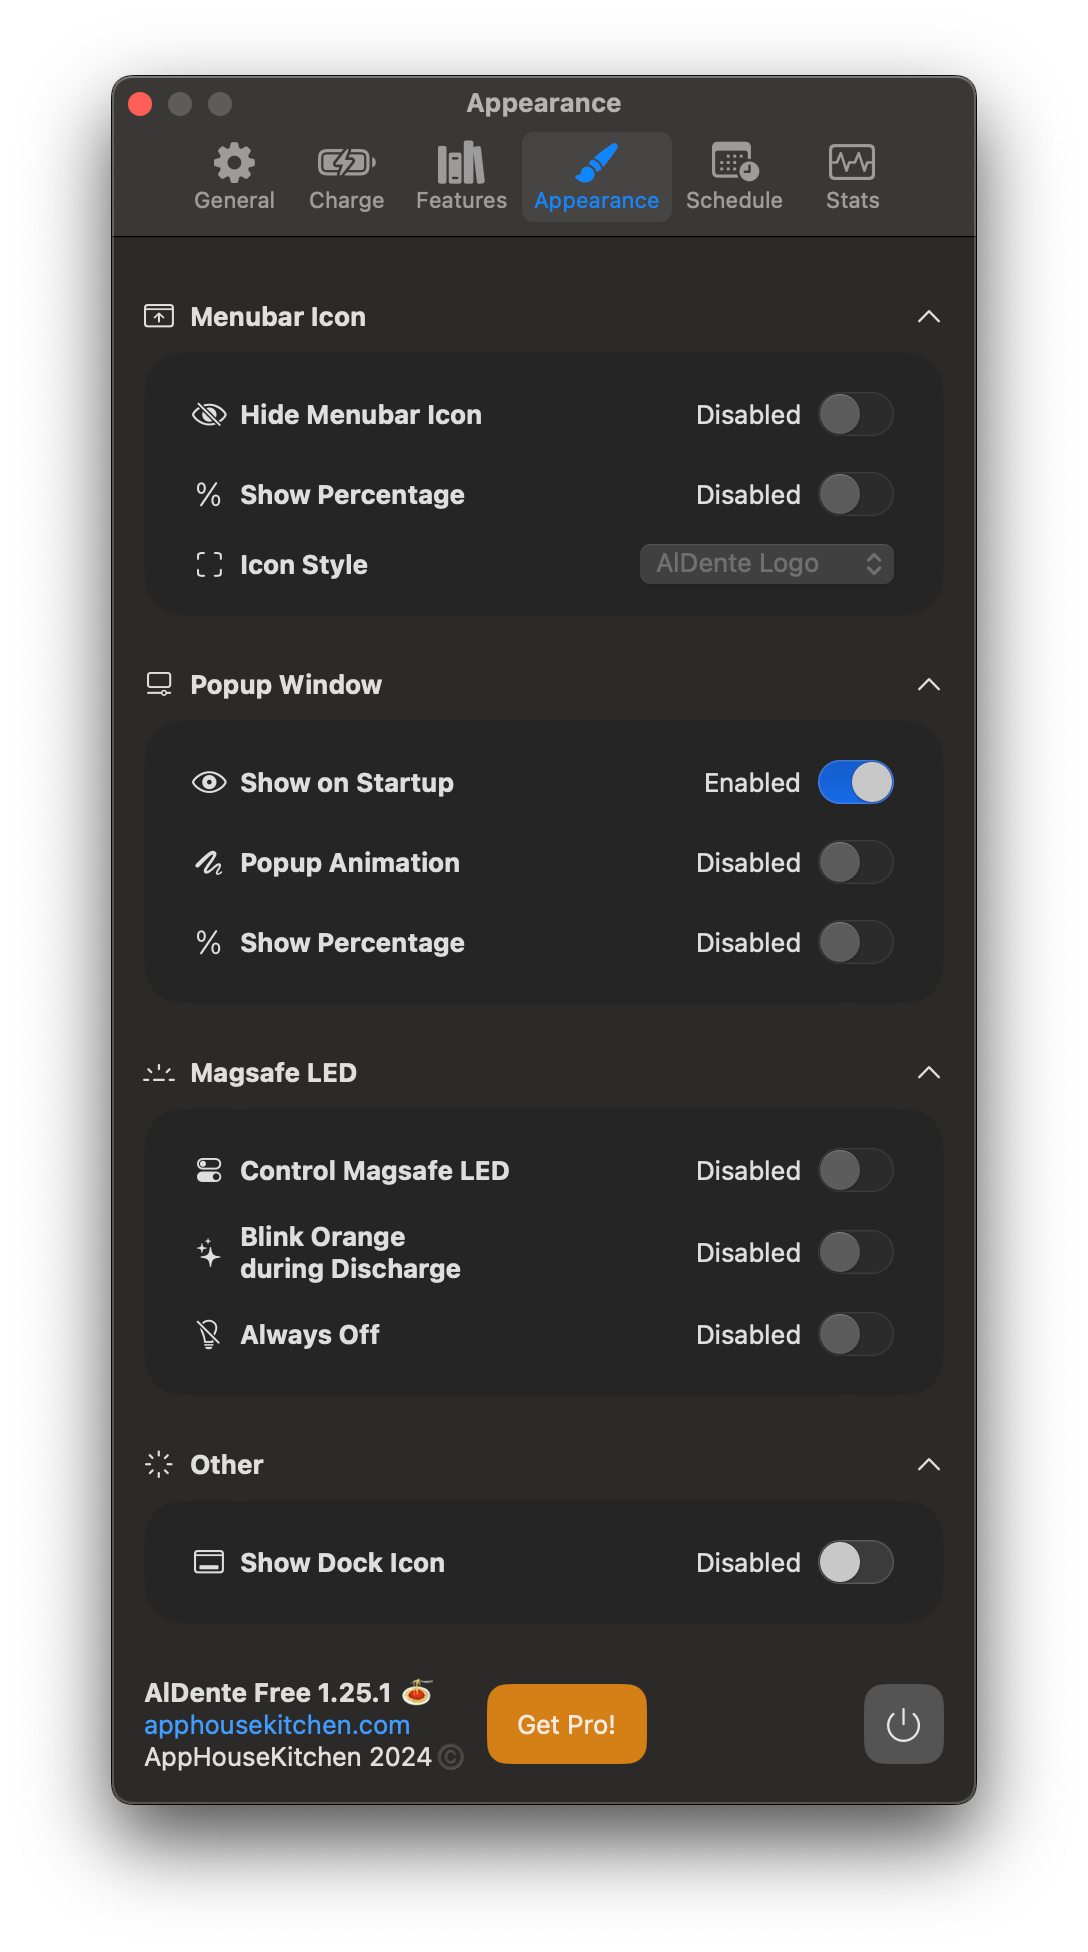 Appearance
General
Charge
Features
Appearance
Schedule
Stats
Menubar Icon
Hide Menubar Icon Disabled
% Show Percentage Disabled
Icon Style AlDente Logo
Popup Window
Show on Startup Enabled
Popup Animation Disabled
% Show Percentage Disabled
Magsafe LED
Control Magsafe LED Disabled
Blink Orange
during Discharge Disabled
Always Off Disabled
Other
Show Dock Icon Disabled
AlDente Free 1.25.1 🍝
apphousekitchen.com
AppHouseKitchen 2024 ©
Get Pro!